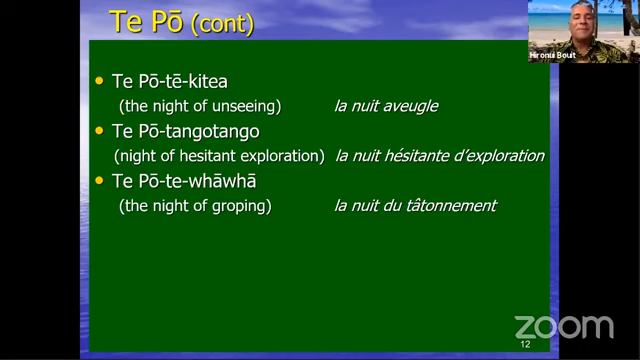 Te Pō (cont)
Hironui Bouit
Te Pō-tē-kitea
(the night of unseeing) la nuit aveugle
Te Pō-tangotango
(night of hesitant exploration) la nuit hésitante d'exploration
Te Pō-te-whāwhā
(the night of groping) la nuit du tâtonnement
zoom
12